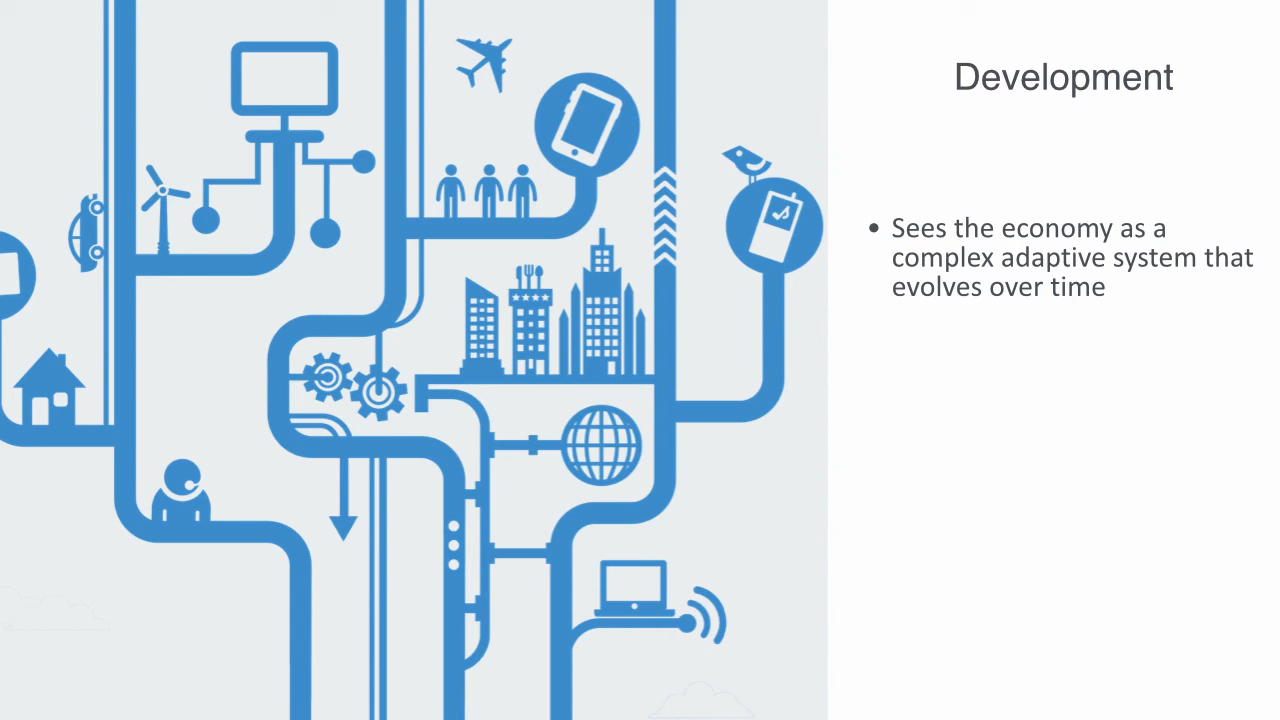 Development
• Sees the economy as a
complex adaptive system that
evolves over time